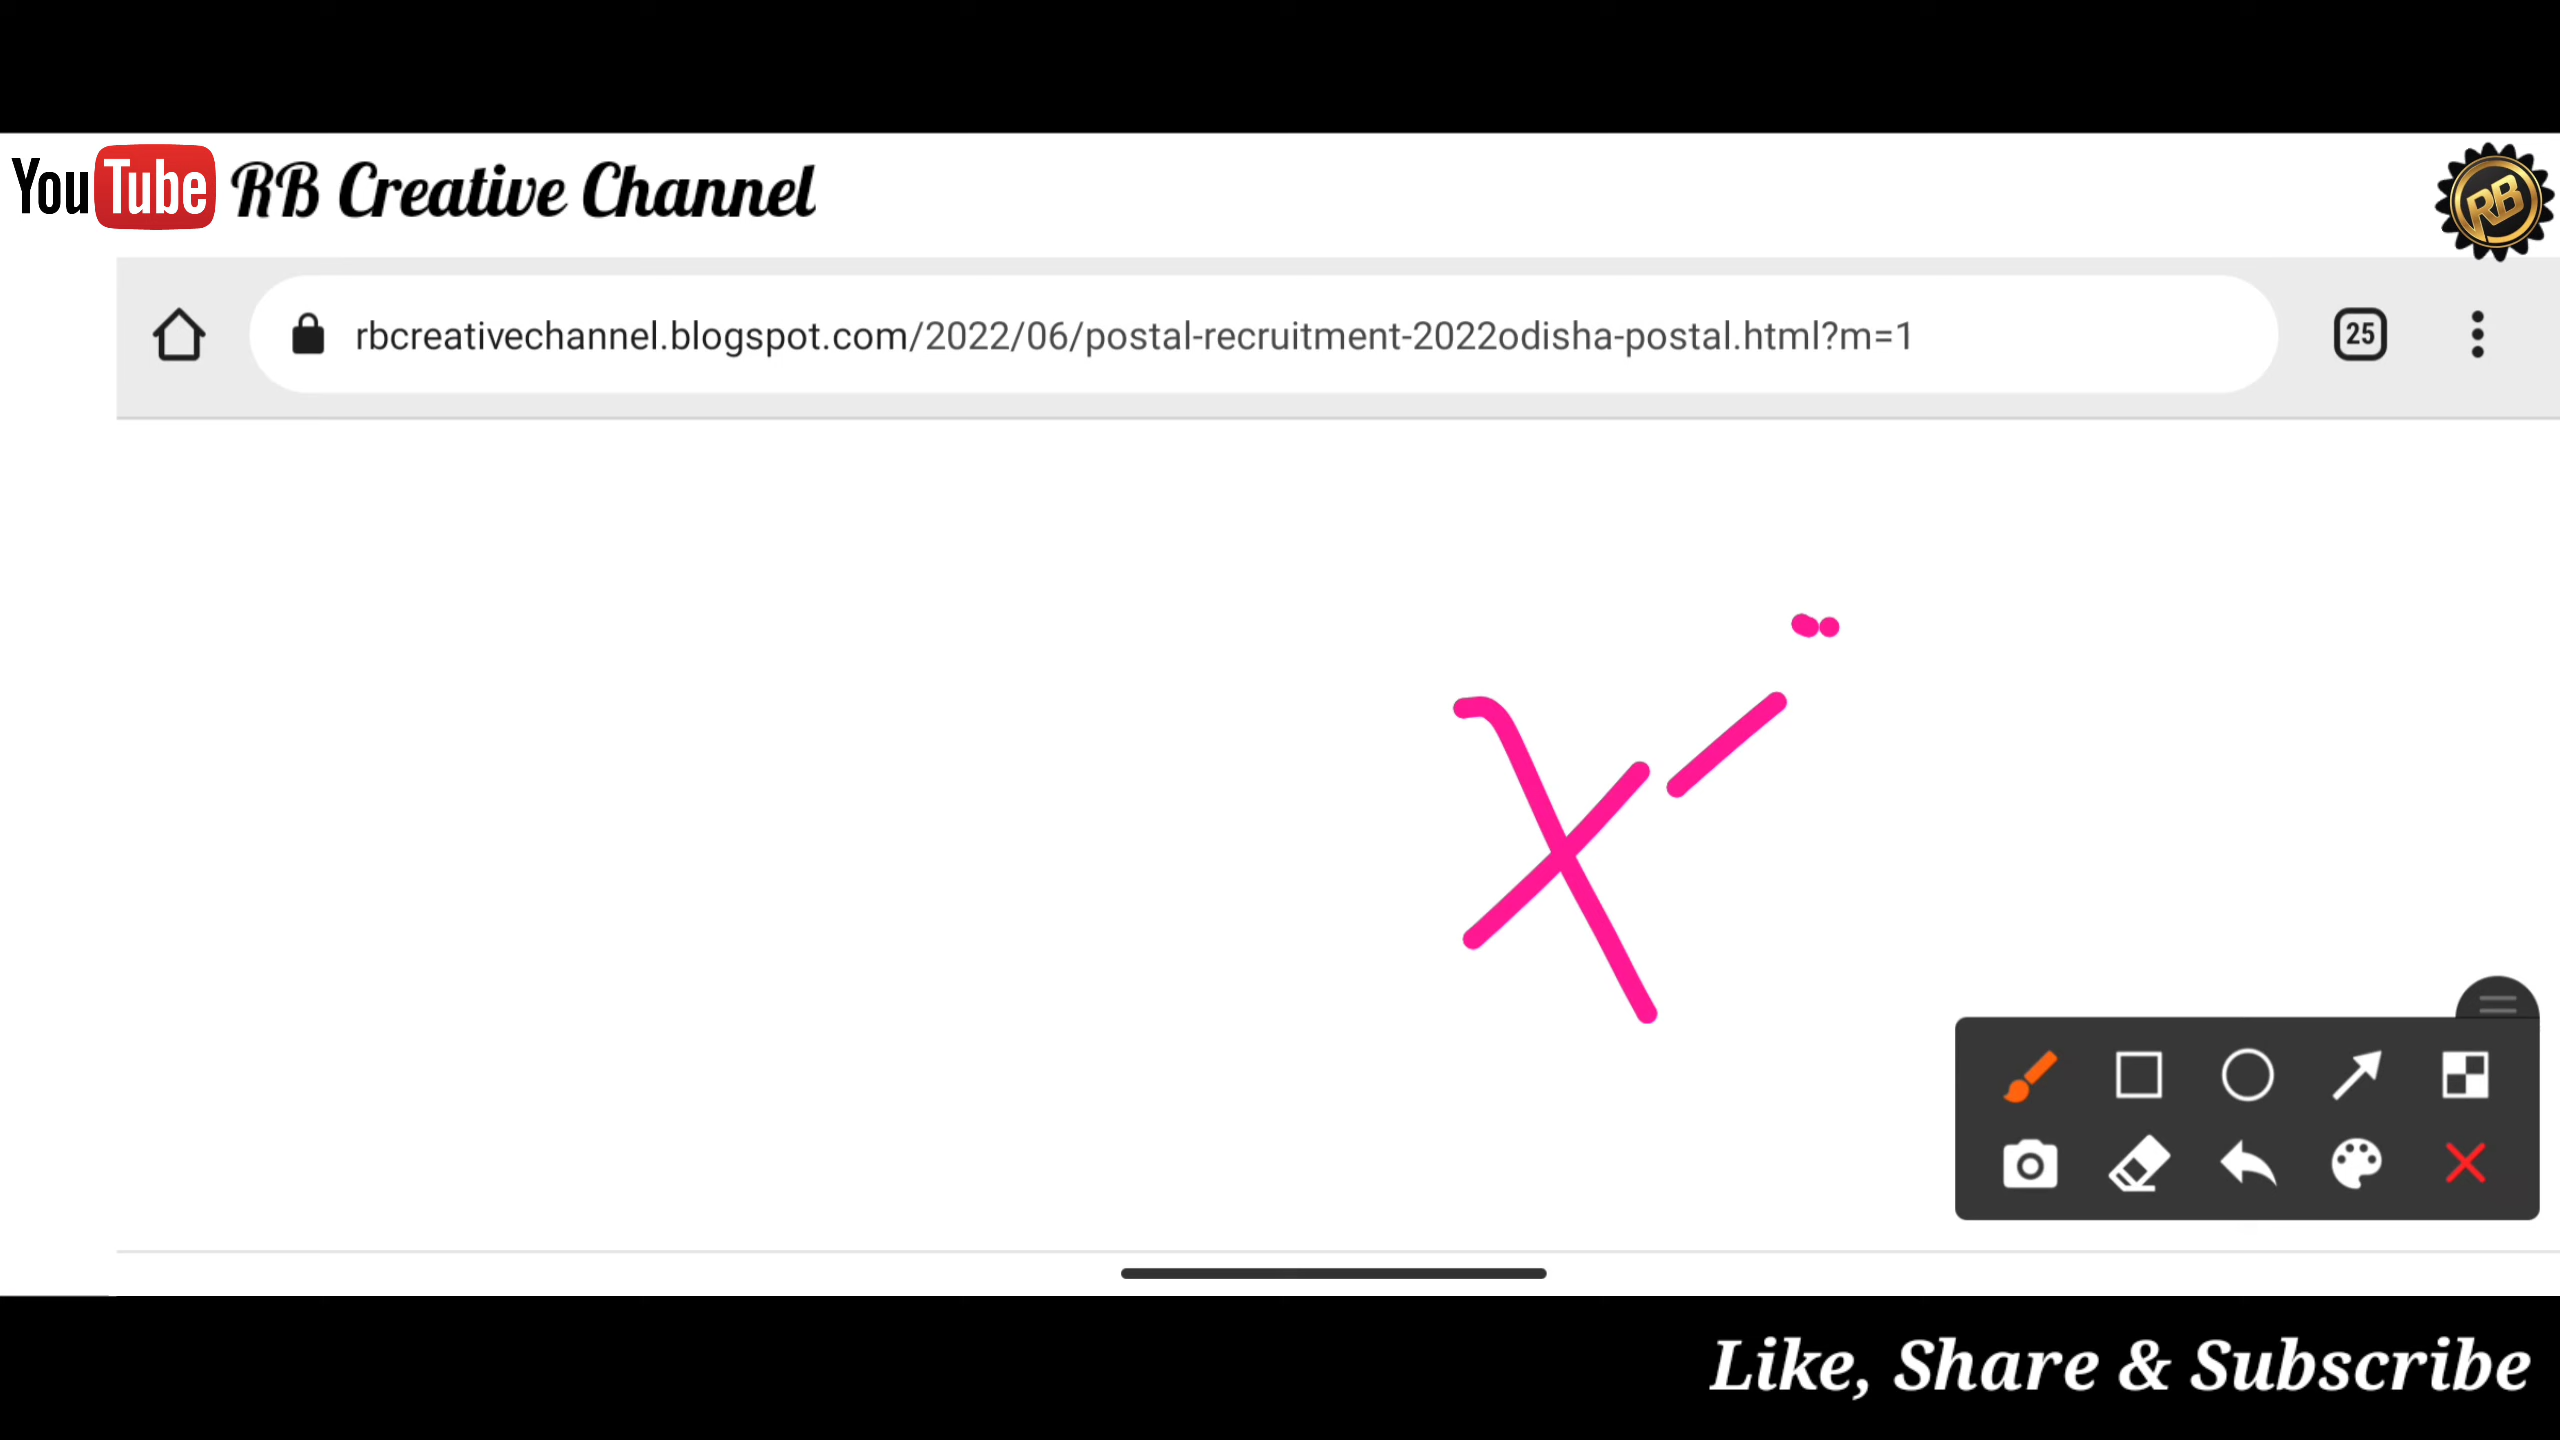 YouTube RB Creative Channel
RB
rbcreativechannel.blogspot.com/2022/06/postal-recruitment-2022odisha-postal.html?m=1
25
X
Like, Share & Subscribe